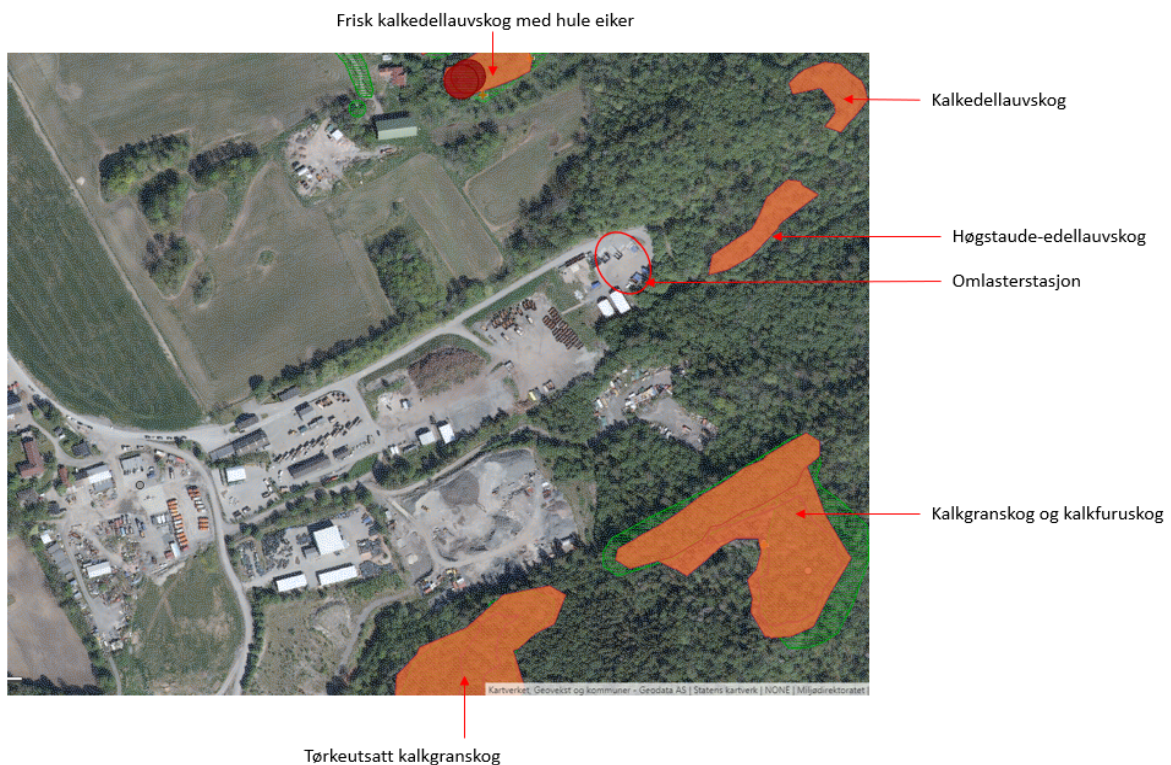 Frisk kalkedellauvskog med hule eiker
Kalkedellauvskog
Høgstaude-edellauvskog
Omlasterstasjon
Kalkgranskog og kalkfuruskog
Kartverket, Geovekst og kommuner - Geodata AS | Statens kartverk | NONE | Miljødirektoratet
Tørkeutsatt kalkgranskog